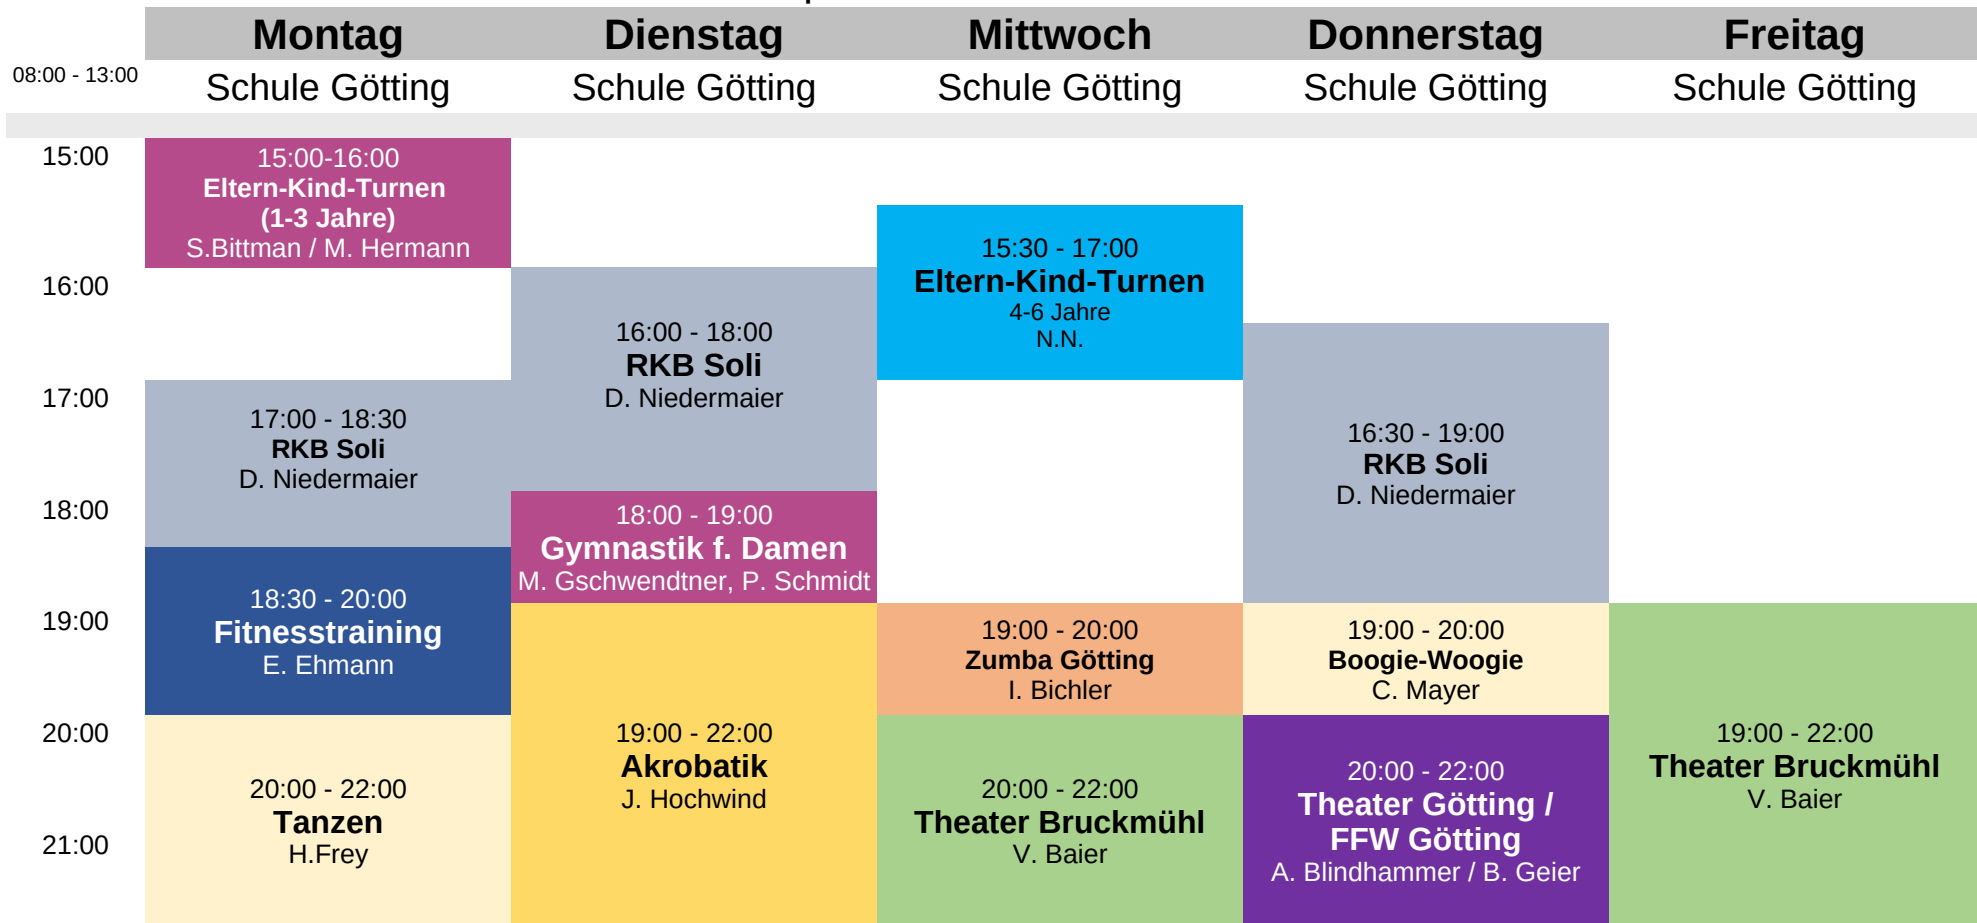 Montag Dienstag Mittwoch Donnerstag Freitag
08:00 - 13:00 Schule Götting Schule Götting Schule Götting Schule Götting Schule Götting
15:00
15:00-16:00
Eltern-Kind-Turnen
(1-3 Jahre)
S.Bittman / M. Hermann
15:30 - 17:00
Eltern-Kind-Turnen
4-6 Jahre
N.N.
16:00
16:00 - 18:00
RKB Soli
D. Niedermaier
17:00
17:00 - 18:30
RKB Soli
D. Niedermaier
16:30 - 19:00
RKB Soli
D. Niedermaier
18:00
18:00 - 19:00
Gymnastik f. Damen
M. Gschwendtner, P. Schmidt
18:30 - 20:00
Fitnesstraining
E. Ehmann
19:00
19:00 - 20:00
Zumba Götting
I. Bichler
19:00 - 20:00
Boogie-Woogie
C. Mayer
20:00
19:00 - 22:00
Akrobatik
J. Hochwind
19:00 - 22:00
Theater Bruckmühl
V. Baier
20:00 - 22:00
Tanzen
H.Frey
20:00 - 22:00
Theater Bruckmühl
V. Baier
20:00 - 22:00
Theater Götting /
FFW Götting
A. Blindhammer / B. Geier
21:00